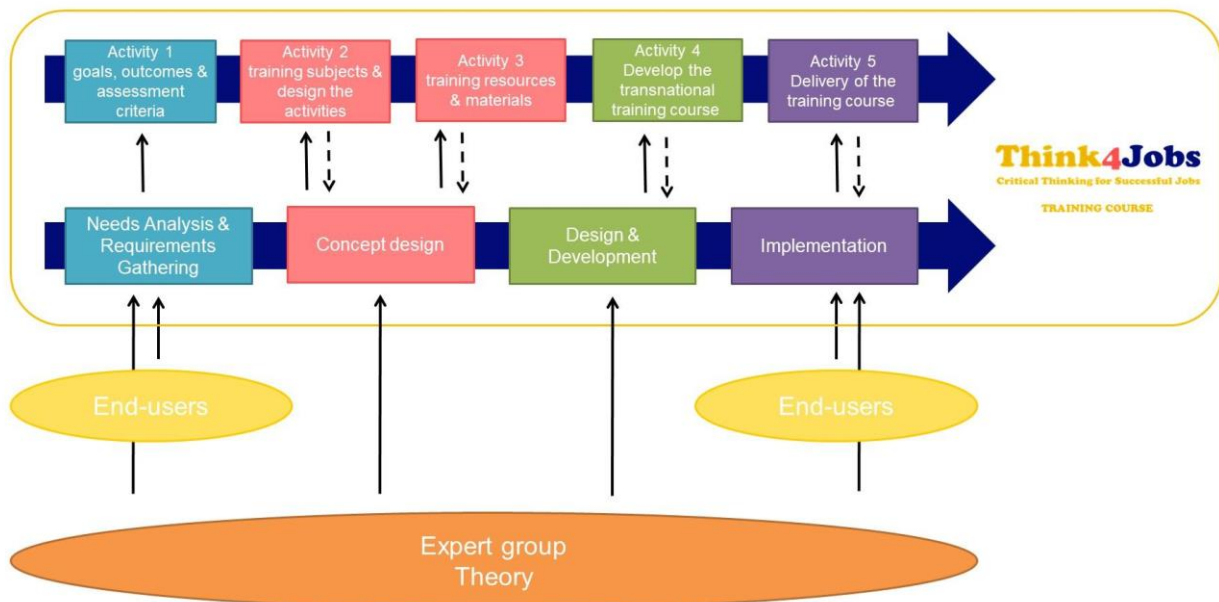 Activity 1
goals, outcomes &
assessment
criteria
Activity 2
training subjects &
design the
activities
Activity 3
training resources
& materials
Activity 4
Develop the
transnational
training course
Activity 5
Delivery of the
training course
Think4Jobs
Critical Thinking for Successful Jobs
TRAINING COURSE
Needs Analysis &
Requirements
Gathering
Concept design
Design &
Development
Implementation
End-users
End-users
Expert group
Theory